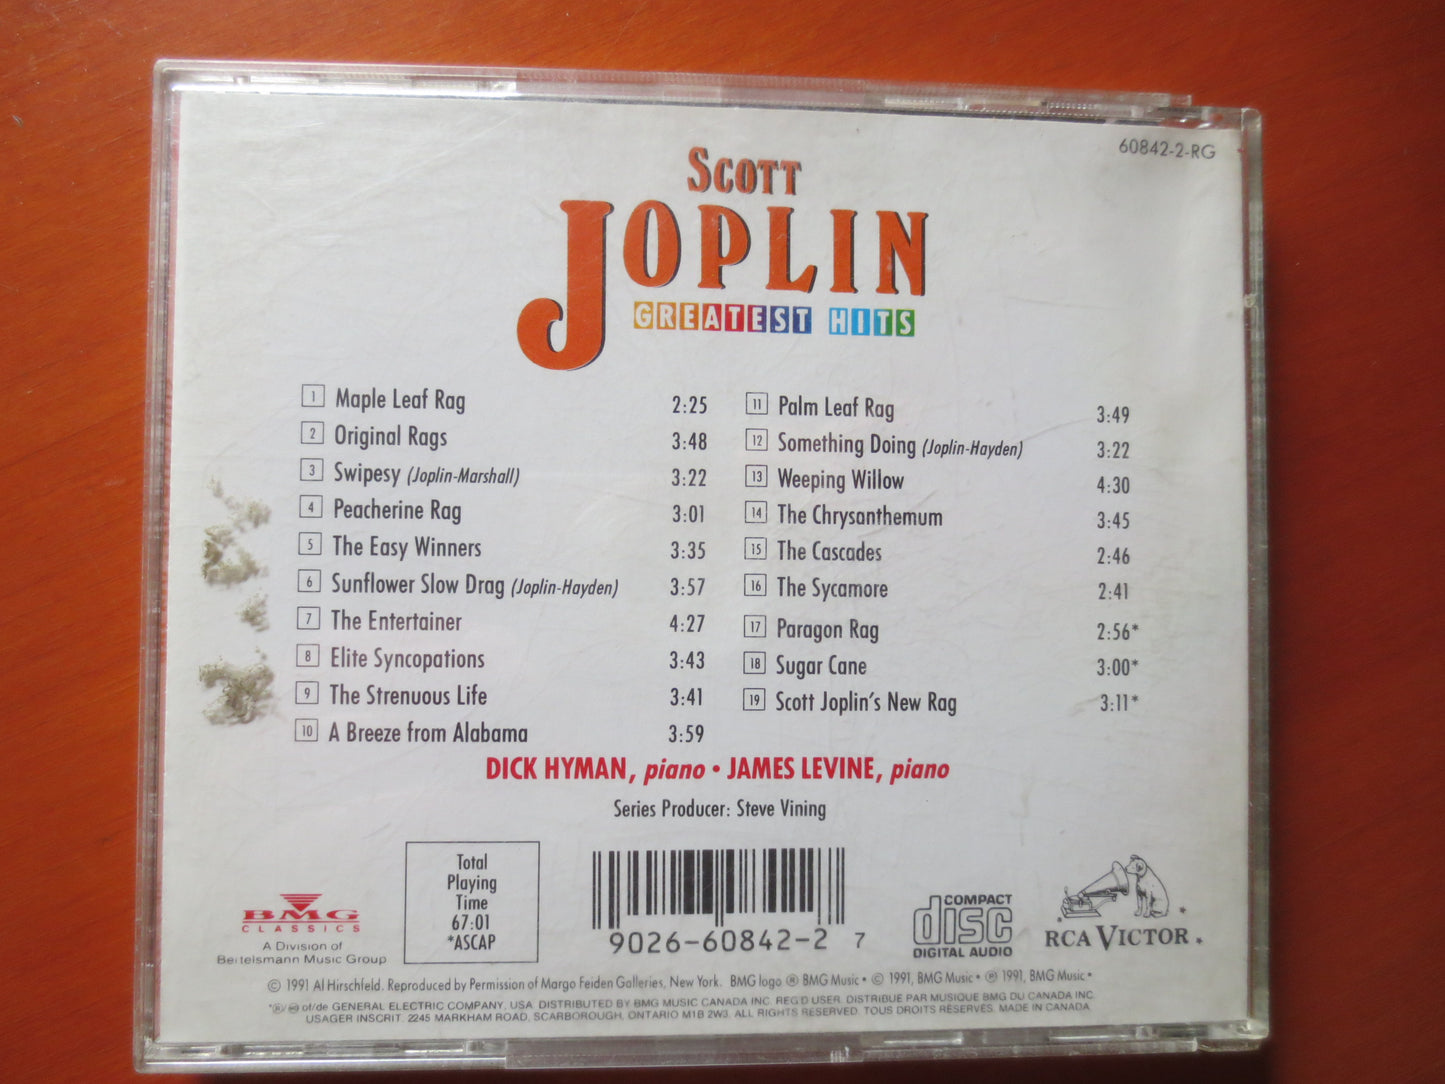 60842-2-RG
SCOTT
JOPLIN
GREATEST HITS
1 Maple Leaf Rag 2:25
2 Original Rags 3:48
3 Swipesy (Joplin-Marshall) 3:22
4 Peacherine Rag 3:01
5 The Easy Winners 3:35
6 Sunflower Slow Drag (Joplin-Hayden) 3:57
7 The Entertainer 4:27
8 Elite Syncopations 3:43
9 The Strenuous Life 3:41
10 A Breeze from Alabama 3:59
11 Palm Leaf Rag 3:49
12 Something Doing (Joplin-Hayden) 3:22
13 Weeping Willow 4:30
14 The Chrysanthemum 3:45
15 The Cascades 2:46
16 The Sycamore 2:41
17 Paragon Rag 2:56*
18 Sugar Cane 3:00*
19 Scott Joplin's New Rag 3:11*
DICK HYMAN, piano • JAMES LEVINE, piano
Series Producer: Steve Vining
BMG
CLASSICS
A Division of
Bertelsmann Music Group
Total
Playing
Time
67:01
*ASCAP
9026-60842-2 7
COMPACT
disc
DIGITAL AUDIO
RCA VICTOR
© 1991 Al Hirschfeld. Reproduced by Permission of Margo Feiden Galleries, New York. BMG logo ® BMG Music • © 1991, BMG Music • ℗ 1991, BMG Music •
of/de GENERAL ELECTRIC COMPANY, USA. DISTRIBUTED BY BMG MUSIC CANADA INC. REG'D USER. DISTRIBUE PAR MUSIQUE BMG DU CANADA INC.
USAGER INSCRIT. 2245 MARKHAM ROAD, SCARBOROUGH, ONTARIO M1B 2W3. ALL RIGHTS RESERVED. TOUS DROITS RÉSERVÉS. MADE IN CANADA